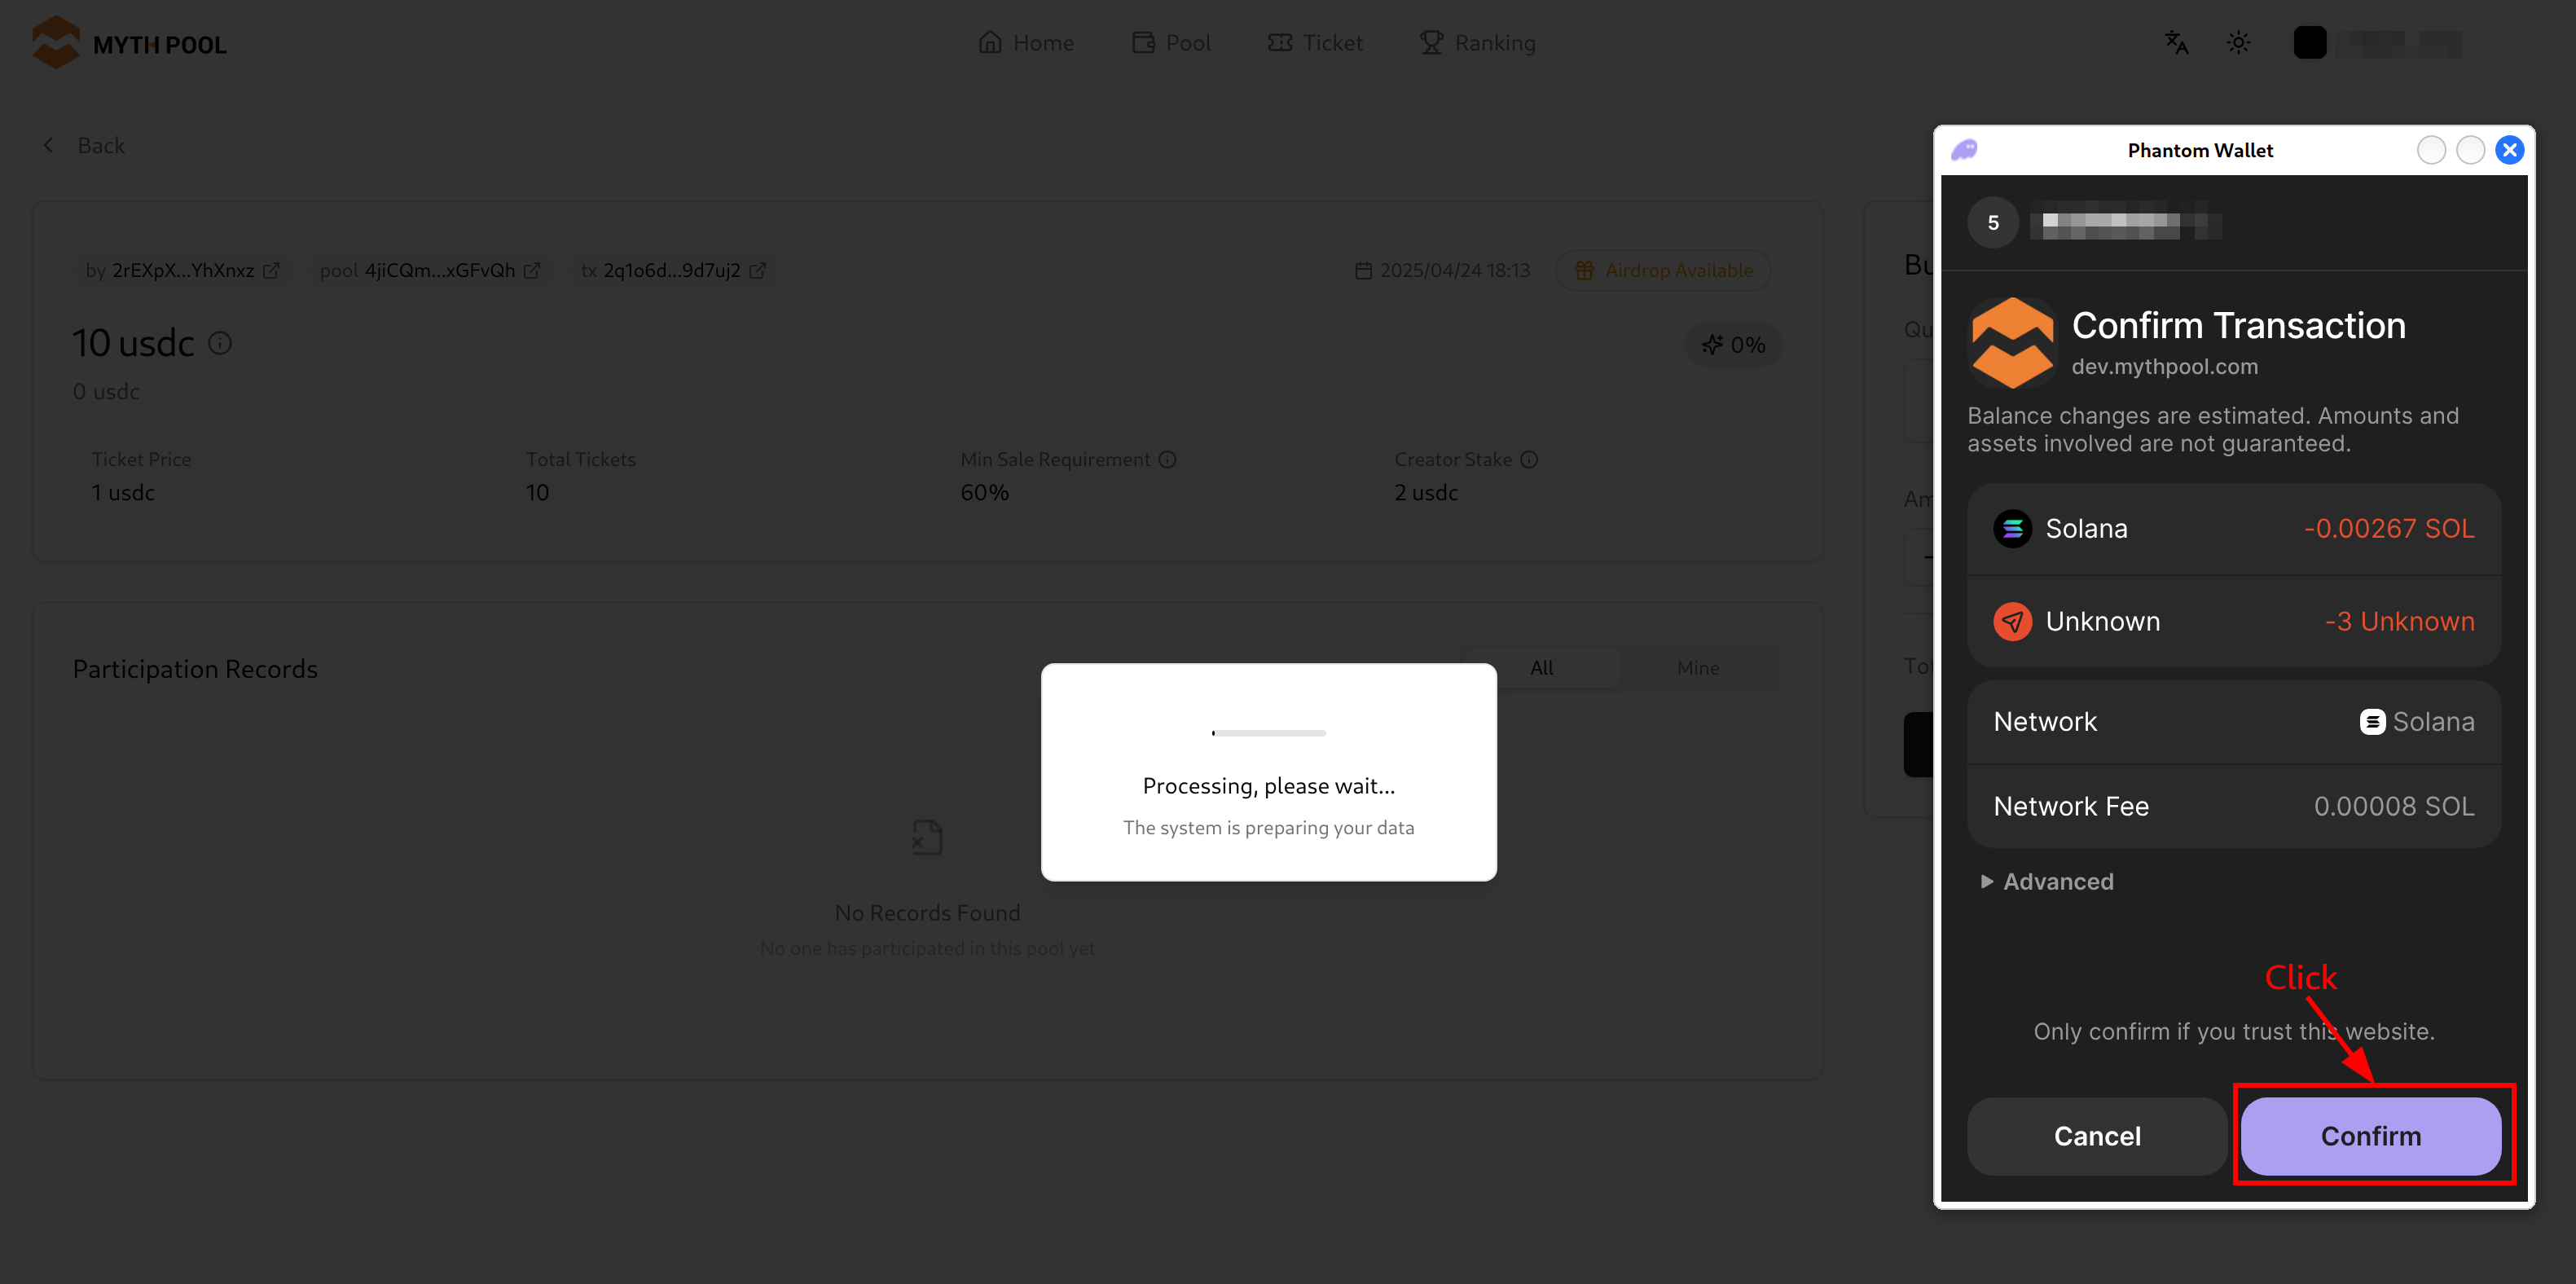 MYTH POOL
Home Pool Ticket Ranking
Back
by 2rEXpX...YhXnxz pool 4jiCQm...xGFvQh tx 2q1o6d...9d7uj2 2025/04/24 18:13 Airdrop Available
10 usdc 0%
0 usdc
Ticket Price Total Tickets Min Sale Requirement Creator Stake
1 usdc 10 60% 2 usdc
Participation Records All Mine
No Records Found
No one has participated in this pool yet
Processing, please wait...
The system is preparing your data
Phantom Wallet
5
Confirm Transaction
dev.mythpool.com
Balance changes are estimated. Amounts and
assets involved are not guaranteed.
Solana -0.00267 SOL
Unknown -3 Unknown
Network Solana
Network Fee 0.00008 SOL
Advanced
Click
Only confirm if you trust this website.
Cancel Confirm